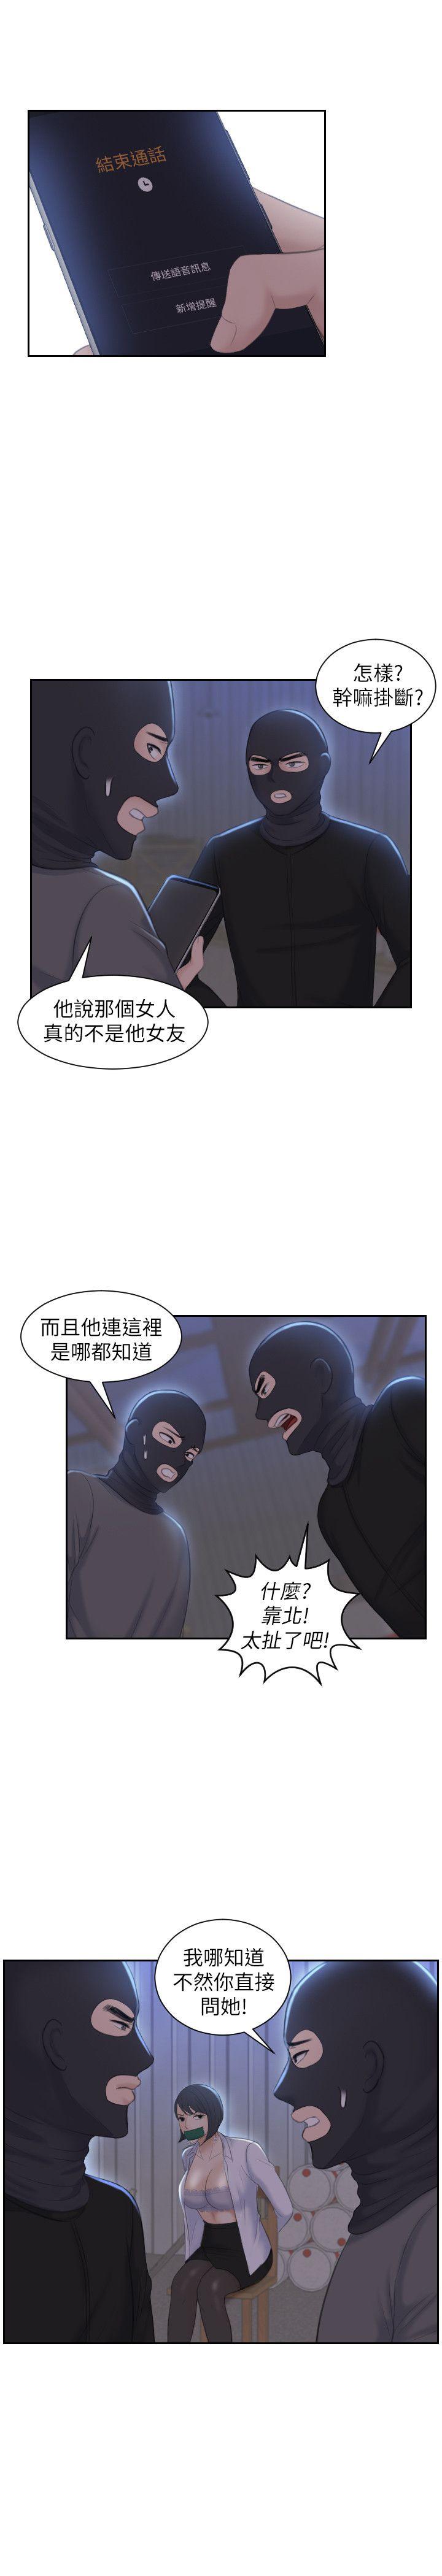 結束通話
傳送語音訊息
新增提醒
怎樣?
幹嘛掛斷?
他說那個女人
真的不是他女友
而且他連這裡
是哪都知道
什麼?
靠北!
太扯了吧!
我哪知道
不然你直接
問她!